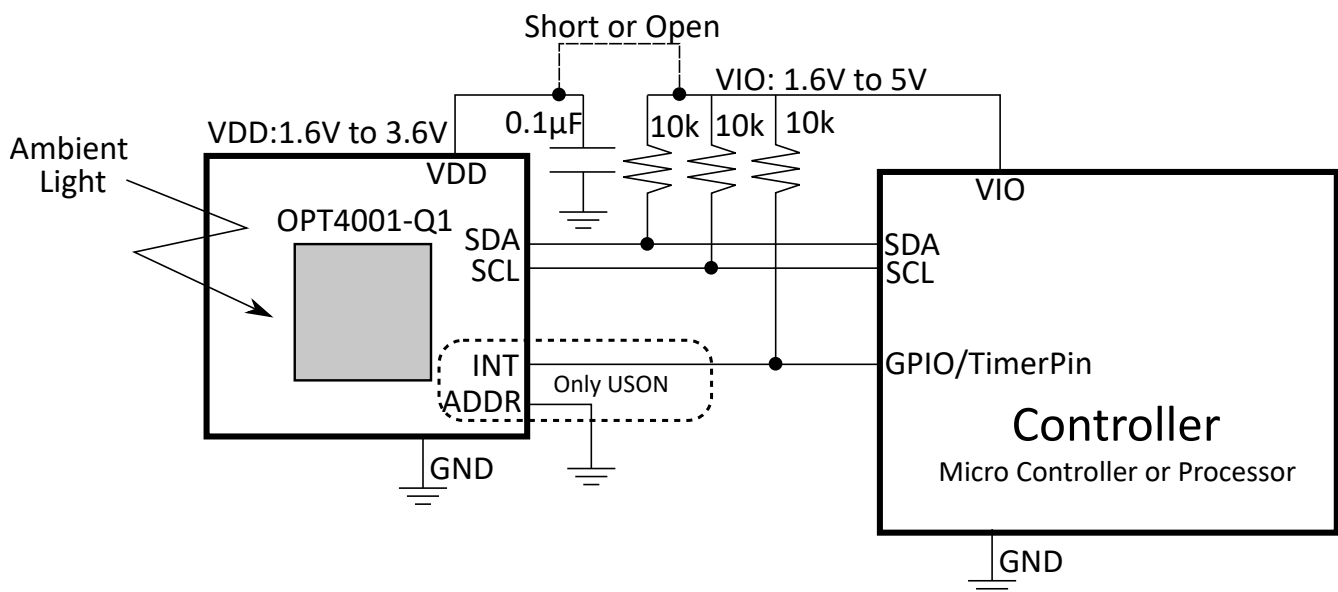 Short or Open
VIO: 1.6V to 5V
VDD:1.6V to 3.6V
0.1µF
10k
10k
10k
Ambient
Light
VDD
VIO
OPT4001-Q1
SDA
SCL
SDA
SCL
INT
Only USON
ADDR
GPIO/TimerPin
Controller
Micro Controller or Processor
GND
GND